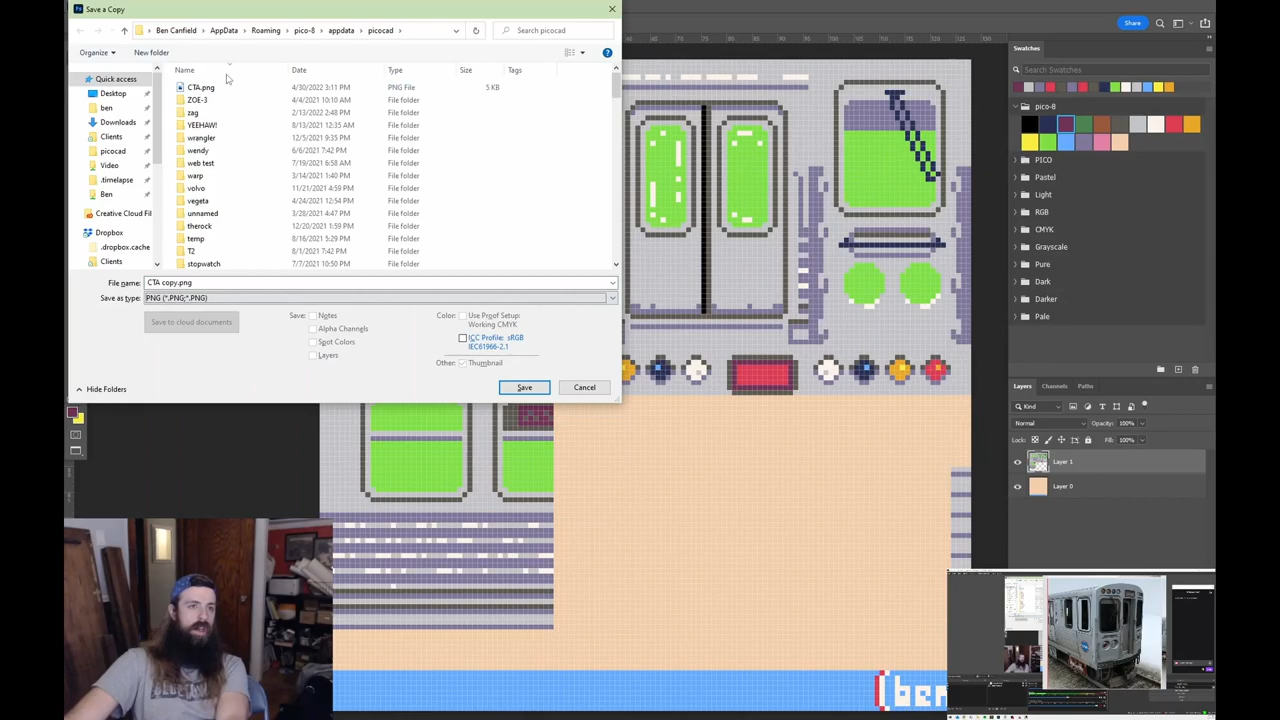 Save a Copy
Ben Canfield > AppData > Roaming > pico-8 > appdata > picocad >
Search picocad
Organize
New folder
Name
Date
Type
Size
Tags
Quick access
Desktop
ben
Downloads
Clients
picocad
Video
.timelapse
Ben
Creative Cloud Fil
Dropbox
.dropbox.cache
Clients
CTA.png 4/30/2022 3:11 PM PNG File 5 KB
ZOE-3 4/4/2021 10:10 AM File folder
zag 2/13/2022 2:48 PM File folder
YEEHAW! 8/13/2021 12:35 AM File folder
wrangler 12/5/2021 9:35 PM File folder
wendy 6/6/2021 7:42 PM File folder
web test 7/19/2021 6:58 AM File folder
warp 3/14/2022 1:40 PM File folder
volvo 11/21/2021 4:59 PM File folder
vegeta 4/24/2021 12:54 PM File folder
unnamed 3/28/2021 4:47 PM File folder
therock 12/20/2021 1:59 PM File folder
temp 8/16/2021 5:29 PM File folder
T2 8/1/2021 7:42 PM File folder
stopwatch 7/7/2021 10:50 PM File folder
File name: CTA copy.png
Save as type: PNG (*.PNG;*.PNG)
Save to cloud documents
Save:
Notes
Alpha Channels
Spot Colors
Layers
Color:
Use Proof Setup:
Working CMYK
ICC Profile: sRGB
IEC61966-2.1
Other:
Thumbnail
Hide Folders
Save
Cancel
Share
Swatches
Search Swatches
pico-8
PICO
Pastel
Light
RGB
CMYK
Grayscale
Pure
Dark
Darker
Pale
Layers
Channels
Paths
Kind
Normal
Opacity: 100%
Lock:
Fill: 100%
Layer 1
Layer 0
ben